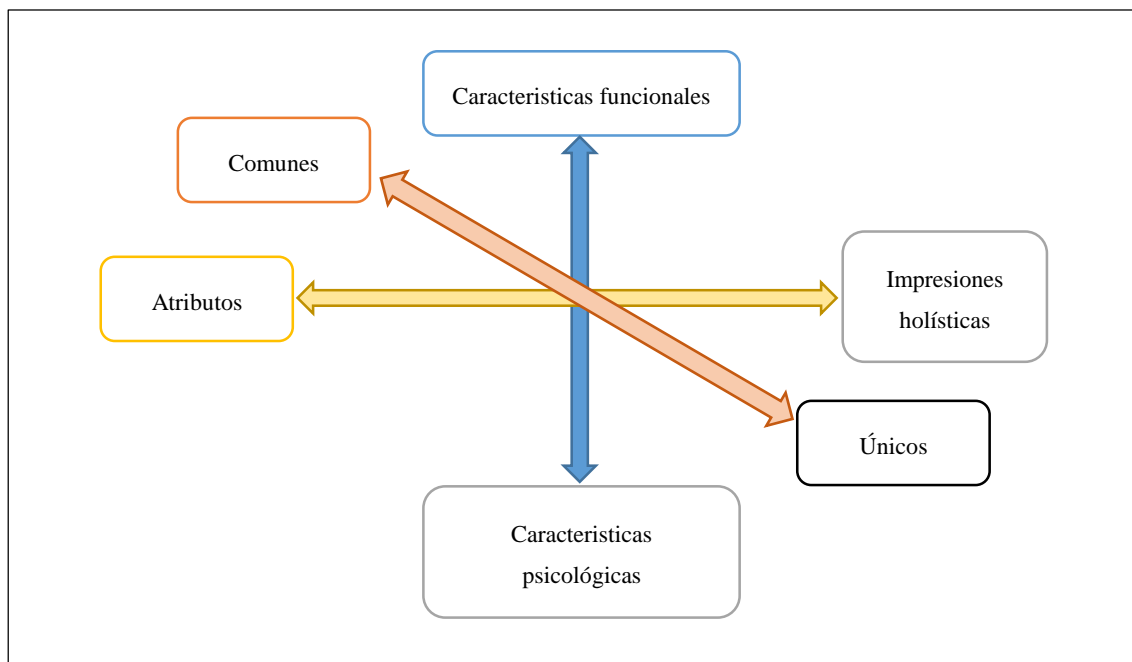 Caracteristicas funcionales
Comunes
Atributos
Impresiones
holísticas
Únicos
Caracteristicas
psicológicas